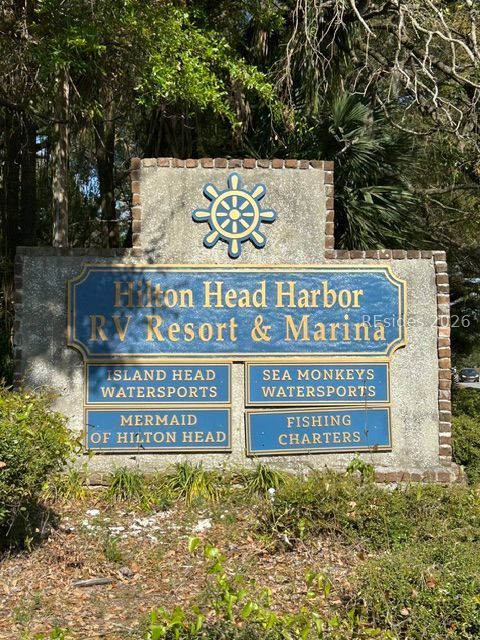 Hilton Head Harbor
RV Resort & Marina
REsides 2026
ISLAND HEAD
WATERSPORTS
SEA MONKEYS
WATERSPORTS
MERMAID
OF HILTON HEAD
FISHING
CHARTERS